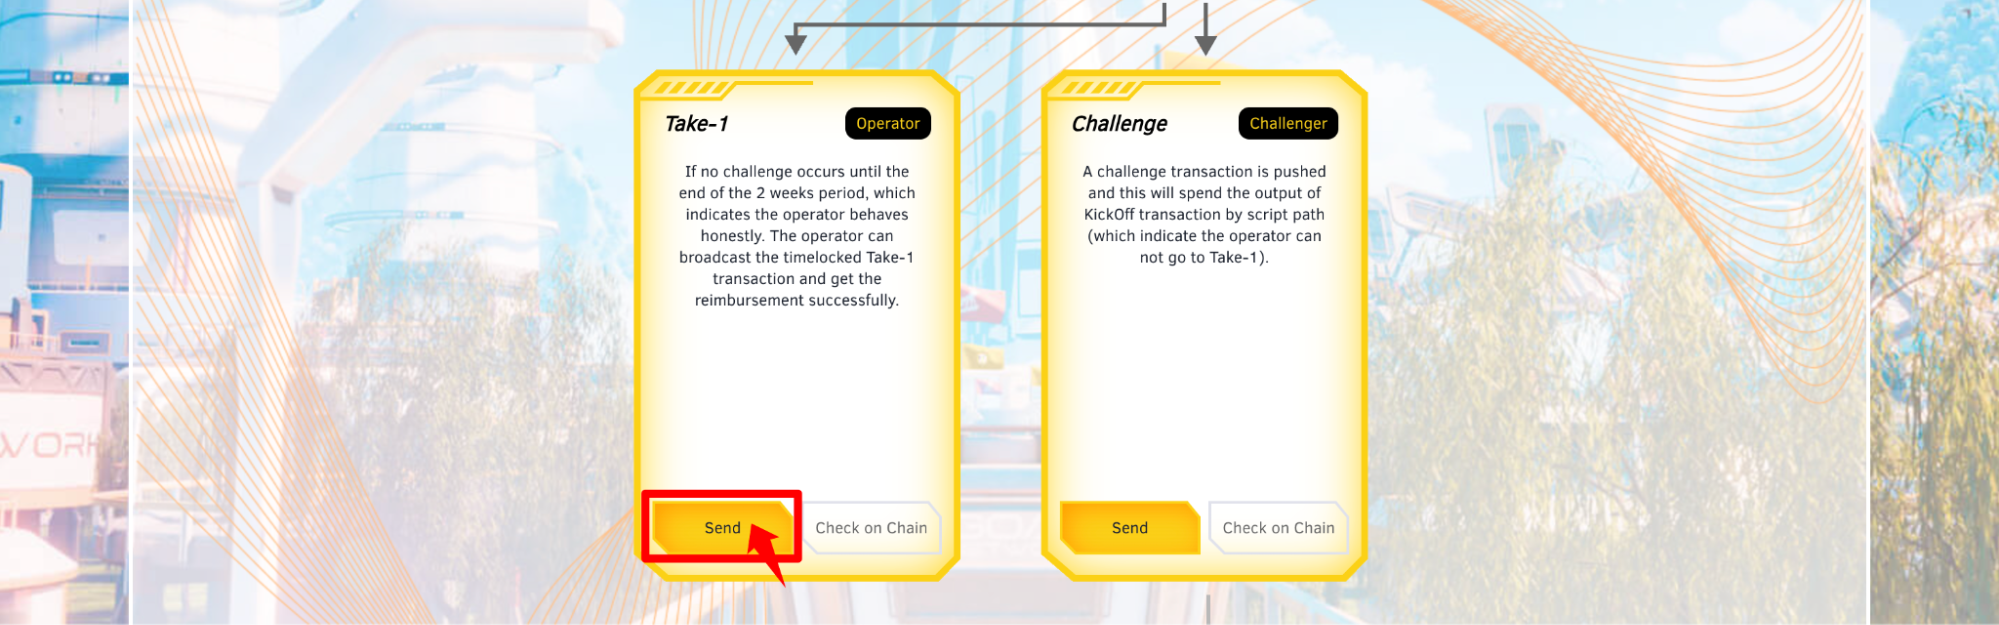 Take-1
Operator
If no challenge occurs until the
end of the 2 weeks period, which
indicates the operator behaves
honestly. The operator can
broadcast the timelocked Take-1
transaction and get the
reimbursement successfully.
Send
Check on Chain
Challenge
Challenger
A challenge transaction is pushed
and this will spend the output of
KickOff transaction by script path
(which indicate the operator can
not go to Take-1).
Send
Check on Chain
WORK